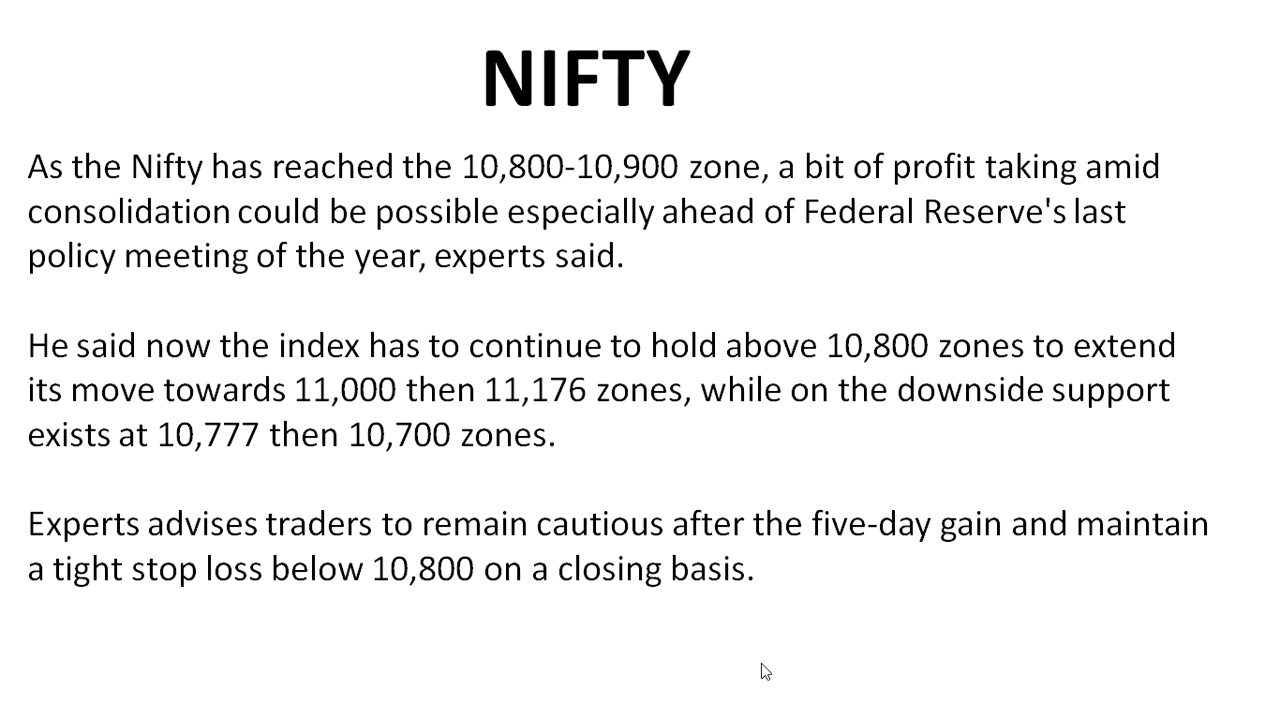 NIFTY
As the Nifty has reached the 10,800-10,900 zone, a bit of profit taking amid
consolidation could be possible especially ahead of Federal Reserve's last
policy meeting of the year, experts said.
He said now the index has to continue to hold above 10,800 zones to extend
its move towards 11,000 then 11,176 zones, while on the downside support
exists at 10,777 then 10,700 zones.
Experts advises traders to remain cautious after the five-day gain and maintain
a tight stop loss below 10,800 on a closing basis.